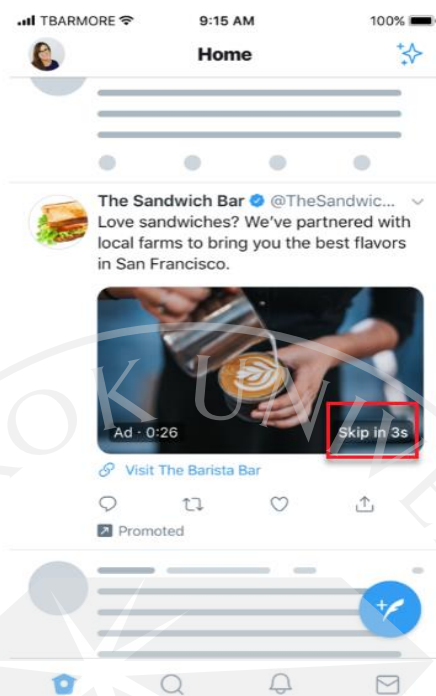 TBARMORE 9:15 AM 100%
Home
The Sandwich Bar @TheSandwic...
Love sandwiches? We've partnered with
local farms to bring you the best flavors
in San Francisco.
Ad · 0:26 Skip in 3s
Visit The Barista Bar
Promoted
OK UNIVE